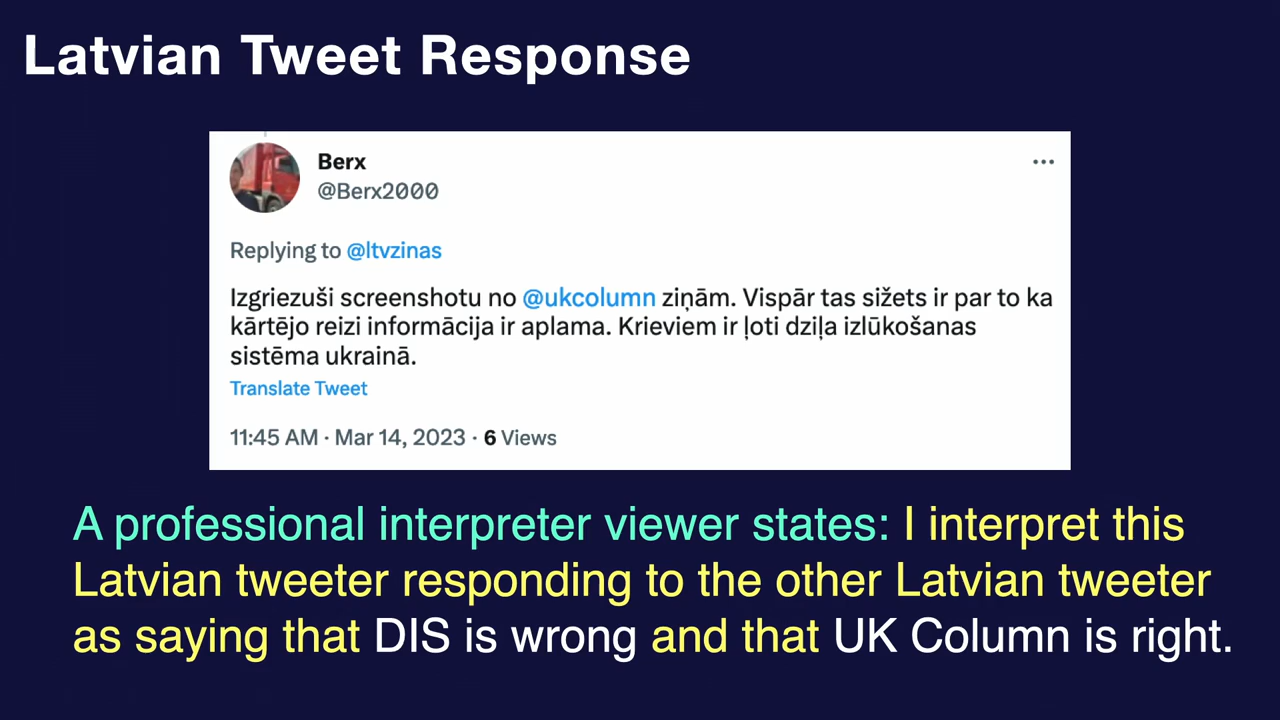 Latvian Tweet Response
Berx
@Berx2000
Replying to @ltvzinas
Izgriezuši screenshotu no @ukcolumn ziņām. Vispār tas sižets ir par to ka
kārtējo reizi informācija ir aplama. Krieviem ir ļoti dziļa izlūkošanas
sistēma ukrainā.
Translate Tweet
11:45 AM · Mar 14, 2023 · 6 Views
A professional interpreter viewer states: I interpret this
Latvian tweeter responding to the other Latvian tweeter
as saying that DIS is wrong and that UK Column is right.